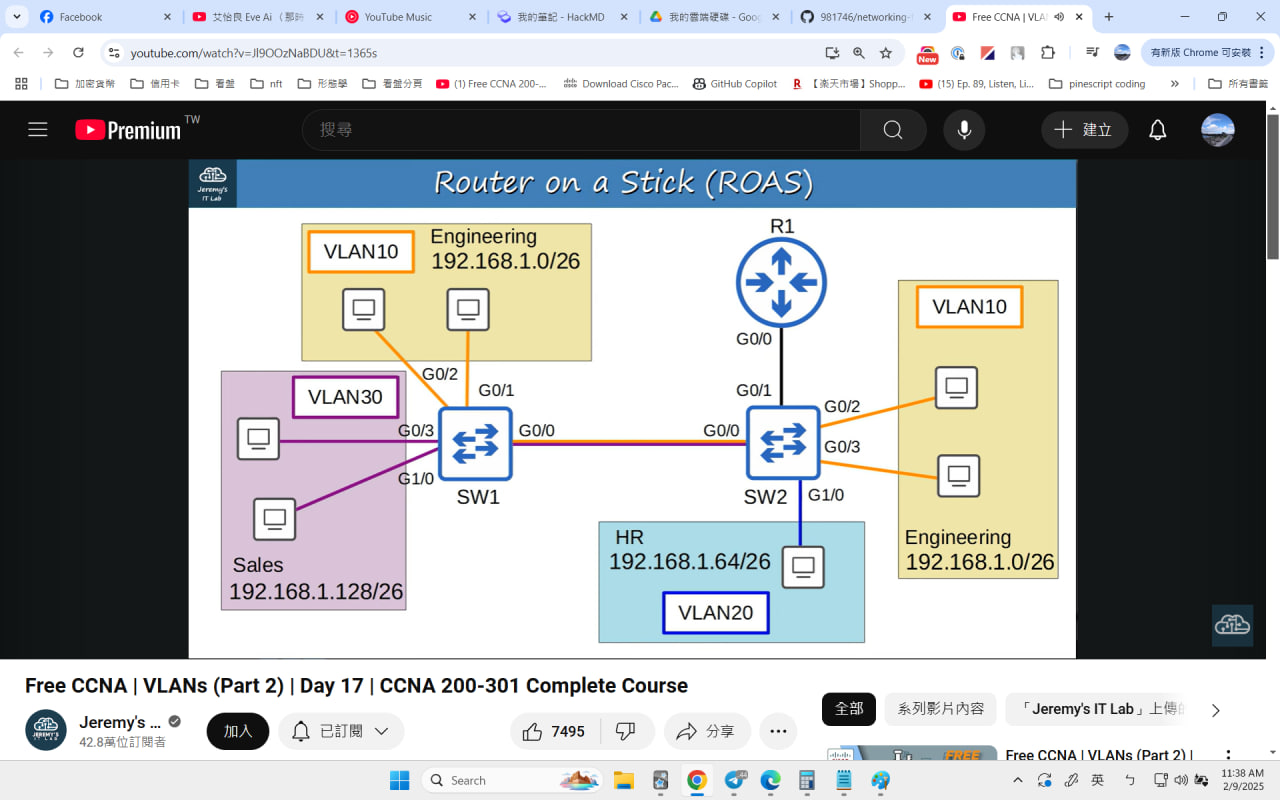 Facebook
艾怡良 Eve Ai （那時
YouTube Music
我的筆記 - HackMD
我的雲端硬碟 - Goo
981746/networking-
Free CCNA | VLA
youtube.com/watch?v=Jl9OOzNaBDU&t=1365s
New
有新版 Chrome 可安裝
加密貨幣
信用卡
看盤
nft
形態學
看盤分頁
(1) Free CCNA 200-...
Download Cisco Pac...
GitHub Copilot
【楽天市場】Shopp...
(15) Ep. 89, Listen, Li...
pinescript coding
所有書籤
Premium TW
搜尋
建立
Jeremy's
IT Lab
Router on a Stick (ROAS)
VLAN10
Engineering
192.168.1.0/26
R1
G0/0
VLAN10
G0/2
G0/1
G0/1
VLAN30
G0/2
G0/3
G0/0
G0/0
G0/3
G1/0
SW1
SW2
G1/0
Sales
192.168.1.128/26
HR
192.168.1.64/26
VLAN20
Engineering
192.168.1.0/26
Free CCNA | VLANs (Part 2) | Day 17 | CCNA 200-301 Complete Course
Jeremy's ...
42.8萬位訂閱者
加入
已訂閱
7495
分享
全部
系列影片內容
「Jeremy's IT Lab」上傳的
Free CCNA | VLANs (Part 2) |
FREE
Search
英
11:38 AM
2/9/2025